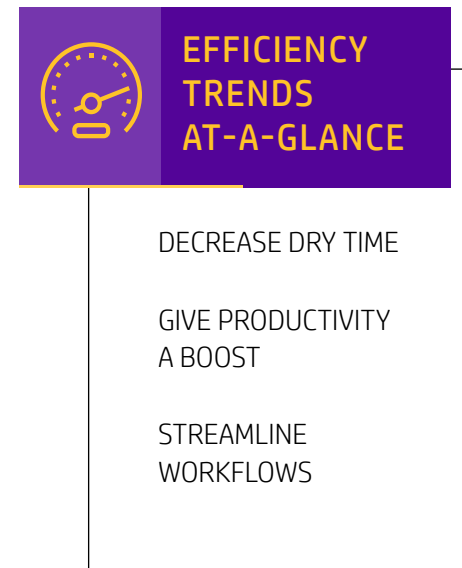 EFFICIENCY
TRENDS
AT-A-GLANCE
DECREASE DRY TIME
GIVE PRODUCTIVITY
A BOOST
STREAMLINE
WORKFLOWS